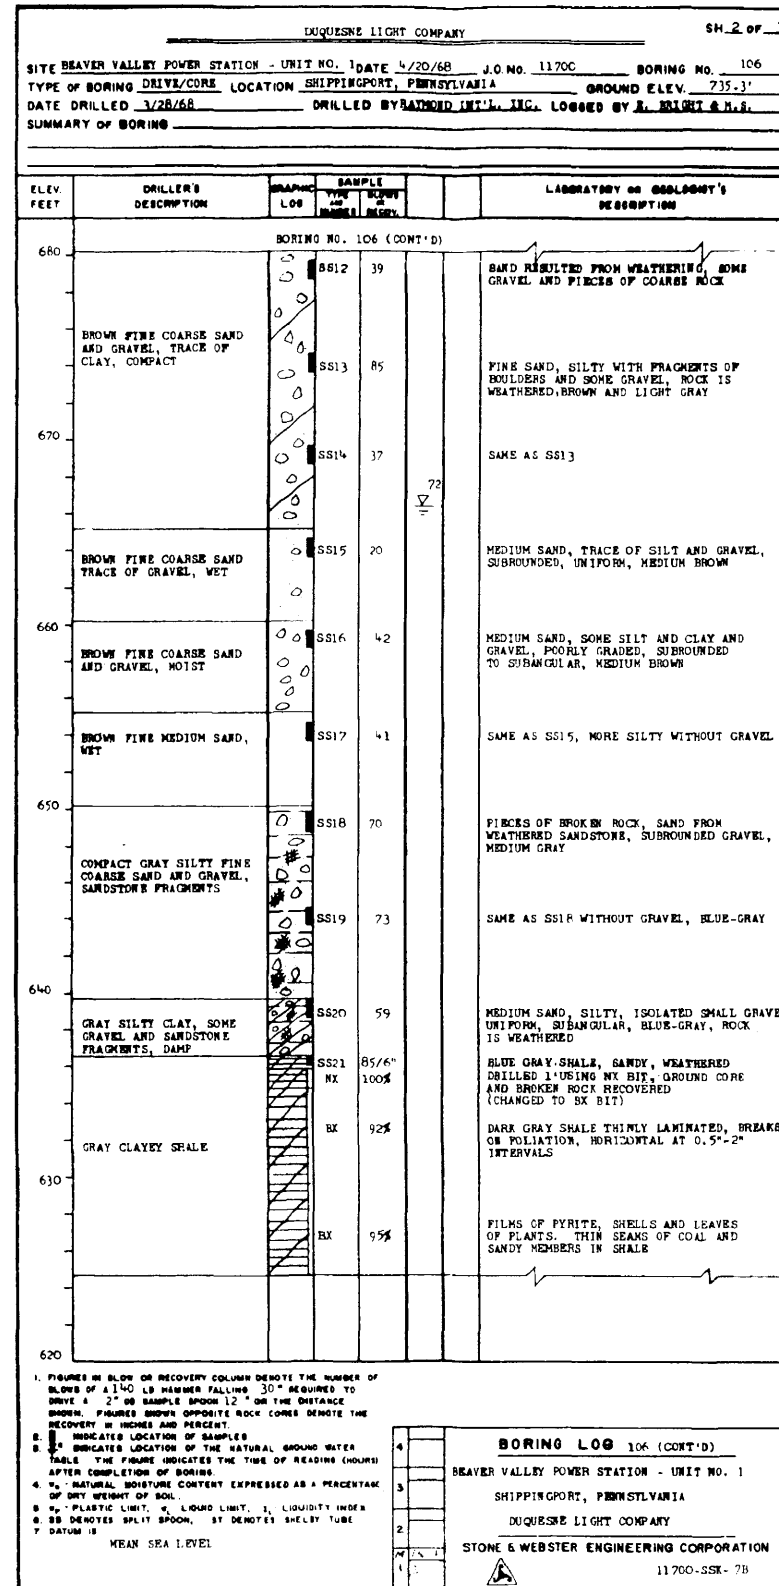 DUQUESNE LIGHT COMPANY
SH 2 OF
SITE BEAVER VALLEY POWER STATION - UNIT NO. 1 DATE 4/20/68 J.O. NO. 11700 BORING NO. 106
TYPE OF BORING DRIVE/CORE LOCATION SHIPPINGPORT, PENNSYLVANIA GROUND ELEV. 735.3'
DATE DRILLED 3/28/68 DRILLED BY RAYMOND INT'L. INC. LOGGED BY R. BRIGHT & M.S.
SUMMARY OF BORING
ELEV. FEET
DRILLER'S DESCRIPTION
GRAPHIC LOG
SAMPLE
TYPE AND NUMBER
BLOWS OR RECOV.
LABORATORY OR GEOLOGIST'S DESCRIPTION
BORING NO. 106 (CONT'D)
680
SS12 39
SAND RESULTED FROM WEATHERING, SOME
GRAVEL AND PIECES OF COARSE ROCK
BROWN FINE COARSE SAND
AND GRAVEL, TRACE OF
CLAY, COMPACT
SS13 85
FINE SAND, SILTY WITH FRAGMENTS OF
BOULDERS AND SOME GRAVEL, ROCK IS
WEATHERED, BROWN AND LIGHT GRAY
670
SS14 37
SAME AS SS13
72
BROWN FINE COARSE SAND
TRACE OF GRAVEL, WET
SS15 20
MEDIUM SAND, TRACE OF SILT AND GRAVEL,
SUBROUNDED, UNIFORM, MEDIUM BROWN
660
BROWN FINE COARSE SAND
AND GRAVEL, MOIST
SS16 42
MEDIUM SAND, SOME SILT AND CLAY AND
GRAVEL, POORLY GRADED, SUBROUNDED
TO SUBANGULAR, MEDIUM BROWN
BROWN FINE MEDIUM SAND,
WET
SS17 41
SAME AS SS15, MORE SILTY WITHOUT GRAVEL
650
SS18 70
PIECES OF BROKEN ROCK, SAND FROM
WEATHERED SANDSTONE, SUBROUNDED GRAVEL,
MEDIUM GRAY
COMPACT GRAY SILTY FINE
COARSE SAND AND GRAVEL,
SANDSTONE FRAGMENTS
SS19 73
SAME AS SS18 WITHOUT GRAVEL, BLUE-GRAY
640
GRAY SILTY CLAY, SOME
GRAVEL AND SANDSTONE
FRAGMENTS, DAMP
SS20 59
MEDIUM SAND, SILTY, ISOLATED SMALL GRAVE
UNIFORM, SUBANGULAR, BLUE-GRAY, ROCK
IS WEATHERED
SS21 85/6"
NX 100%
BLUE GRAY SHALE, SANDY, WEATHERED
DRILLED 1' USING NX BIT, GROUND CORE
AND BROKEN ROCK RECOVERED
(CHANGED TO BX BIT)
GRAY CLAYEY SHALE
BX 92%
DARK GRAY SHALE THINLY LAMINATED, BREAKS
ON FOLIATION, HORIZONTAL AT 0.5"-2"
INTERVALS
630
BX 95%
FILMS OF PYRITE, SHELLS AND LEAVES
OF PLANTS. THIN SEAMS OF COAL AND
SANDY MEMBERS IN SHALE
620
1. FIGURES IN BLOW OR RECOVERY COLUMN DENOTE THE NUMBER OF
BLOWS OF A 140 LB HAMMER FALLING 30" REQUIRED TO
DRIVE A 2" OD SAMPLE SPOON 12" OR THE DISTANCE
SHOWN. FIGURES SHOWN OPPOSITE ROCK CORES DENOTE THE
RECOVERY IN INCHES AND PERCENT.
2. INDICATES LOCATION OF SAMPLES
3. INDICATES LOCATION OF THE NATURAL GROUND WATER
TABLE THE FIGURE INDICATES THE TIME OF READING (HOURS)
AFTER COMPLETION OF BORING.
4. NATURAL MOISTURE CONTENT EXPRESSED AS A PERCENTAGE
OF DRY WEIGHT OF SOIL.
5 PLASTIC LIMIT, LIQUID LIMIT, LIQUIDITY INDEX
6. SS DENOTES SPLIT SPOON, ST DENOTES SHELBY TUBE
7 DATUM IS
MEAN SEA LEVEL
4
3
2
1
BORING LOG 106 (CONT'D)
BEAVER VALLEY POWER STATION - UNIT NO. 1
SHIPPINGPORT, PENNSYLVANIA
DUQUESNE LIGHT COMPANY
STONE & WEBSTER ENGINEERING CORPORATION
11700-SSK- 7B